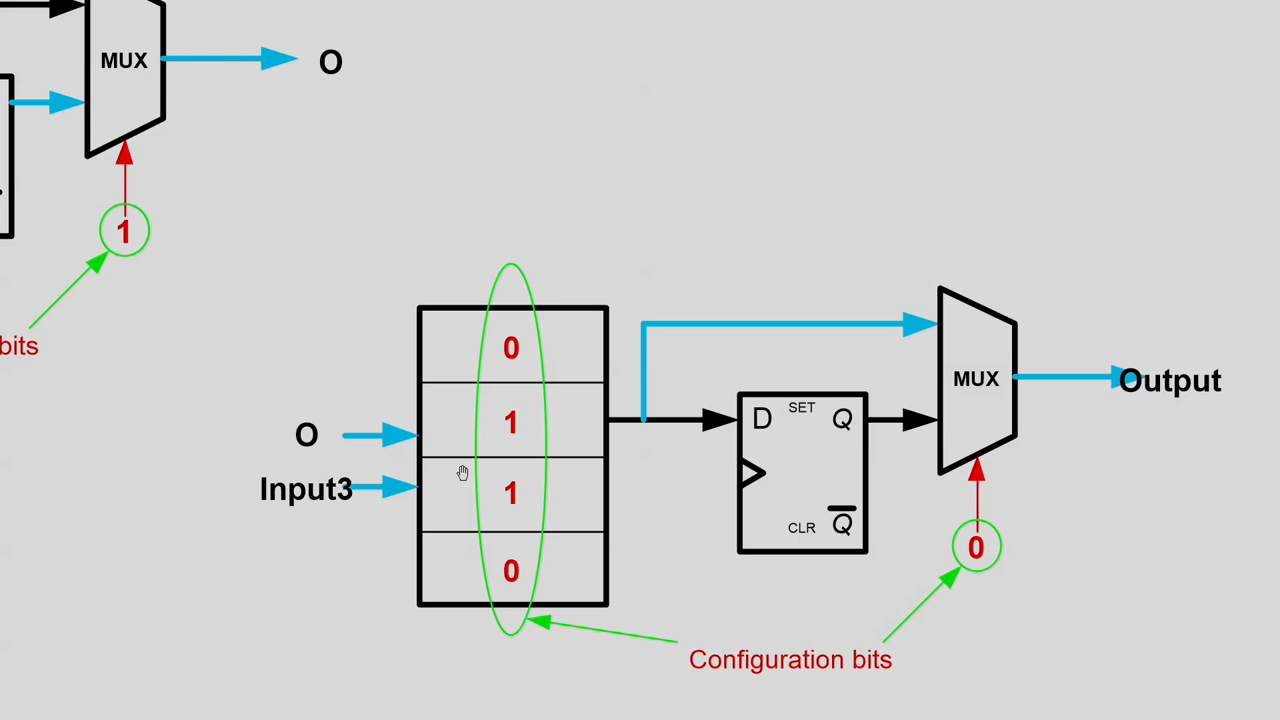 MUX
O
1
bits
0
1
1
0
O
Input3
D
SET
Q
CLR
Q
MUX
Output
0
Configuration bits